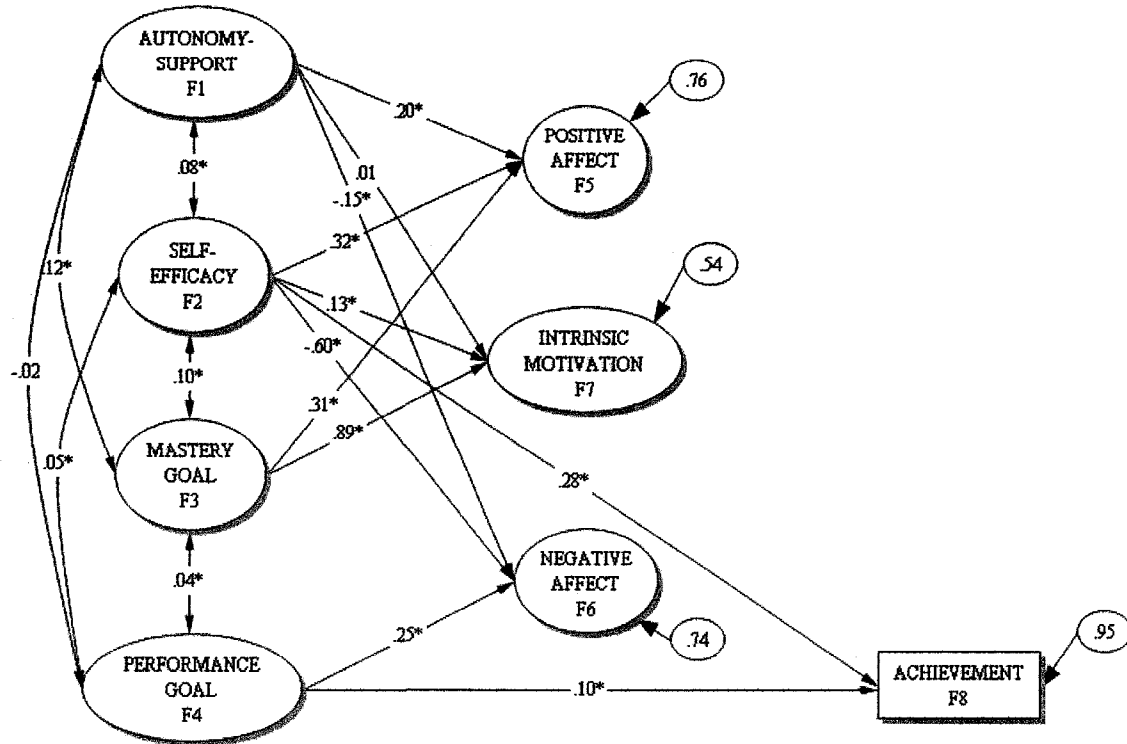 AUTONOMY-
SUPPORT
F1
.76
.20*
POSITIVE
AFFECT
F5
.08*
.01
-.15*
SELF-
EFFICACY
F2
.32*
.12*
.54
.13*
-.60*
INTRINSIC
MOTIVATION
F7
-.02
.10*
.31*
.89*
MASTERY
GOAL
F3
.05*
.28*
NEGATIVE
AFFECT
F6
.04*
.25*
.74
.95
PERFORMANCE
GOAL
F4
.10*
ACHIEVEMENT
F8